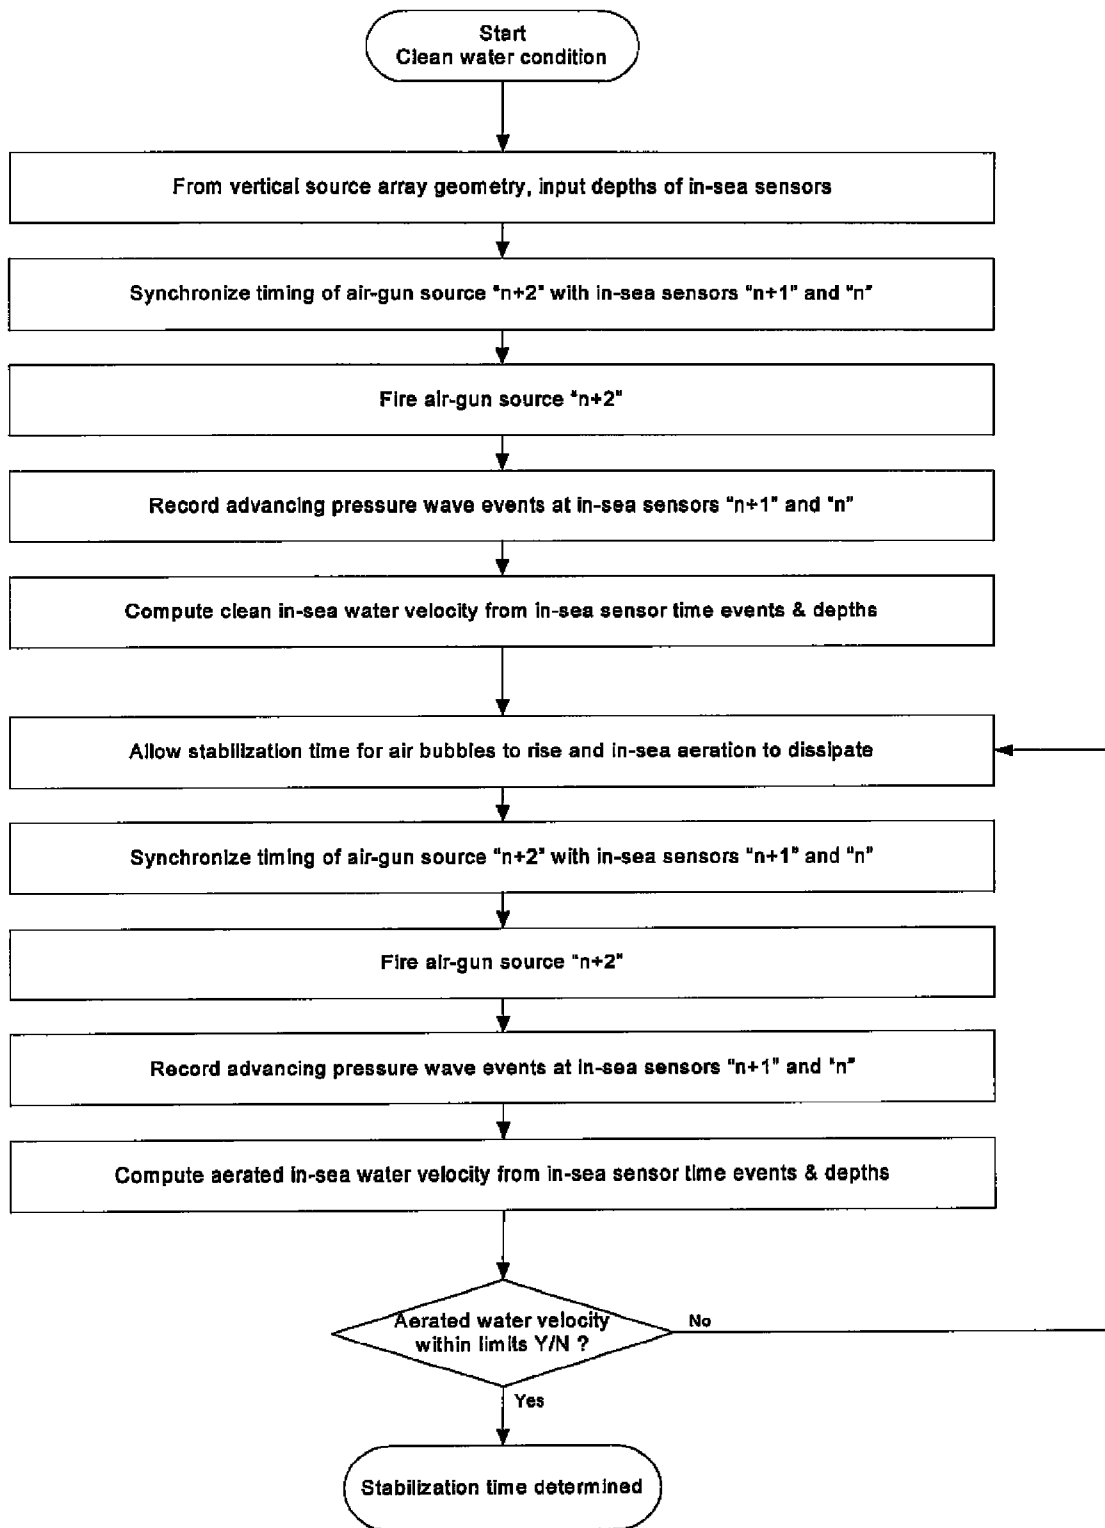 Start
Clean water condition
From vertical source array geometry, input depths of in-sea sensors
Synchronize timing of air-gun source "n+2" with in-sea sensors "n+1" and "n"
Fire air-gun source "n+2"
Record advancing pressure wave events at in-sea sensors "n+1" and "n"
Compute clean in-sea water velocity from in-sea sensor time events & depths
Allow stabilization time for air bubbles to rise and in-sea aeration to dissipate
Synchronize timing of air-gun source "n+2" with in-sea sensors "n+1" and "n"
Fire air-gun source "n+2"
Record advancing pressure wave events at in-sea sensors "n+1" and "n"
Compute aerated in-sea water velocity from in-sea sensor time events & depths
Aerated water velocity
within limits Y/N ?
No
Yes
Stabilization time determined